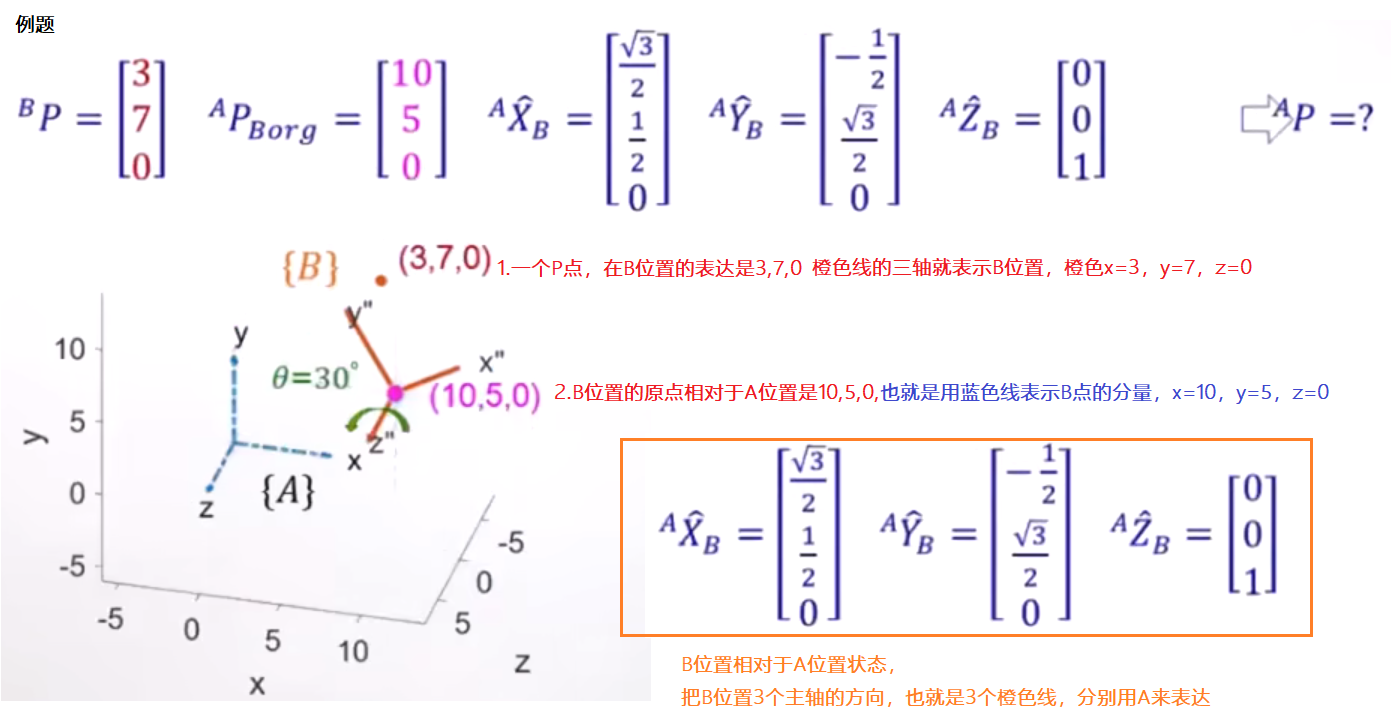 例题
ᴮP = [3 7 0] ᴬP_Borg = [10 5 0] ᴬX̂_B = [√3/2 1/2 0] ᴬŶ_B = [-1/2 √3/2 0] ᴬẐ_B = [0 0 1] ᴬP =?
{B} (3,7,0) 1.一个P点，在B位置的表达是3,7,0 橙色线的三轴就表示B位置，橙色x=3，y=7，z=0
y"
y
x"
10
θ=30°
(10,5,0) 2.B位置的原点相对于A位置是10,5,0,也就是用蓝色线表示B点的分量，x=10，y=5，z=0
5
y
z"
x
{A}
z
0
-5
-5
0
5
-5
0
5
10
x
z
ᴬX̂_B = [√3/2 1/2 0] ᴬŶ_B = [-1/2 √3/2 0] ᴬẐ_B = [0 0 1]
B位置相对于A位置状态，
把B位置3个主轴的方向，也就是3个橙色线，分别用A来表达